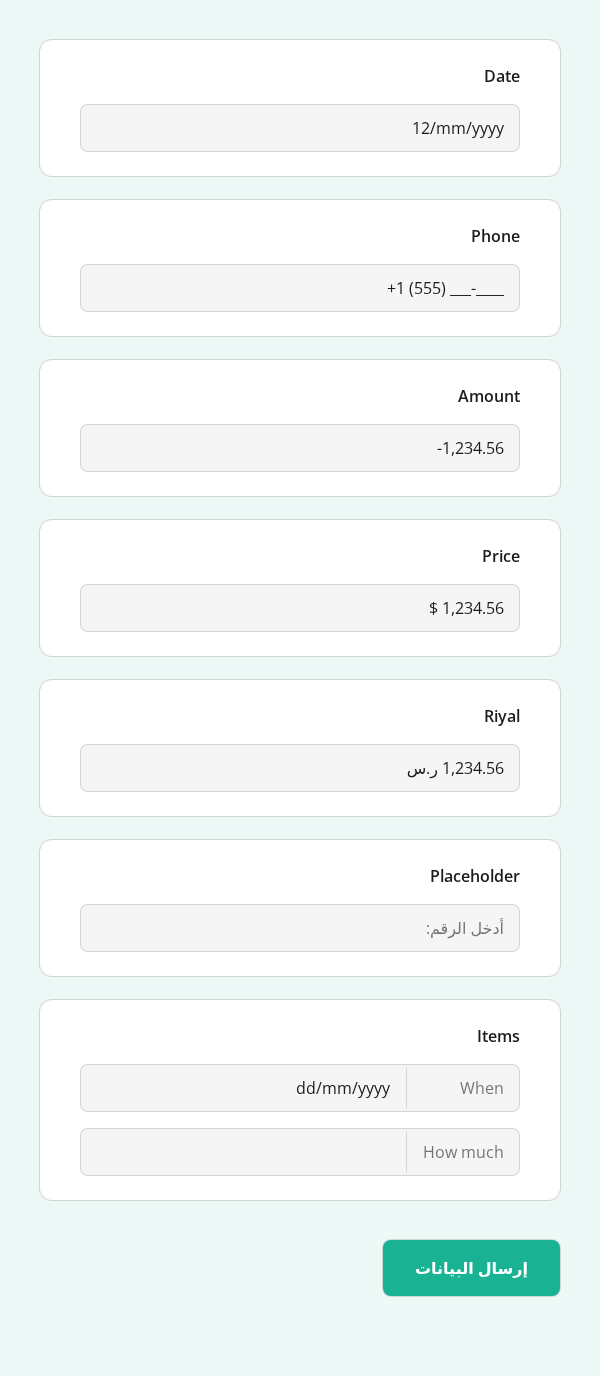 Date
12/mm/yyyy
Phone
+1 (555) ___-____
Amount
-1,234.56
Price
$ 1,234.56
Riyal
1,234.56 ر.س
Placeholder
أدخل الرقم:
Items
When
dd/mm/yyyy
How much
إرسال البيانات